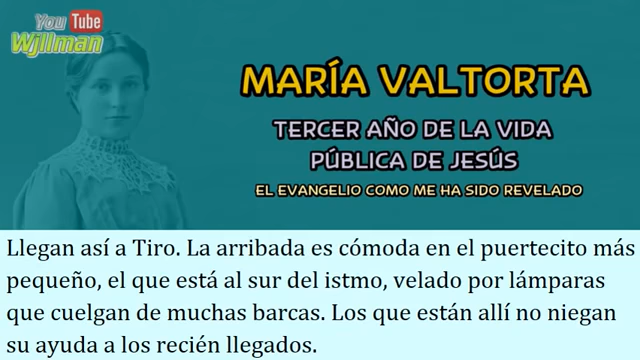 You Tube
Wjllman
MARÍA VALTORTA
TERCER AÑO DE LA VIDA
PÚBLICA DE JESÚS
EL EVANGELIO COMO ME HA SIDO REVELADO
Llegan así a Tiro. La arribada es cómoda en el puertecito más
pequeño, el que está al sur del istmo, velado por lámparas
que cuelgan de muchas barcas. Los que están allí no niegan
su ayuda a los recién llegados.